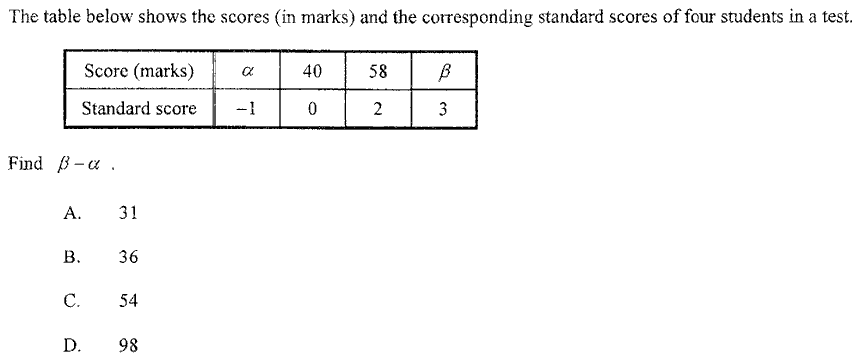 The table below shows the scores (in marks) and the corresponding standard scores of four students in a test.
Score (marks) α 40 58 β
Standard score −1 0 2 3
Find β − α .
A. 31
B. 36
C. 54
D. 98